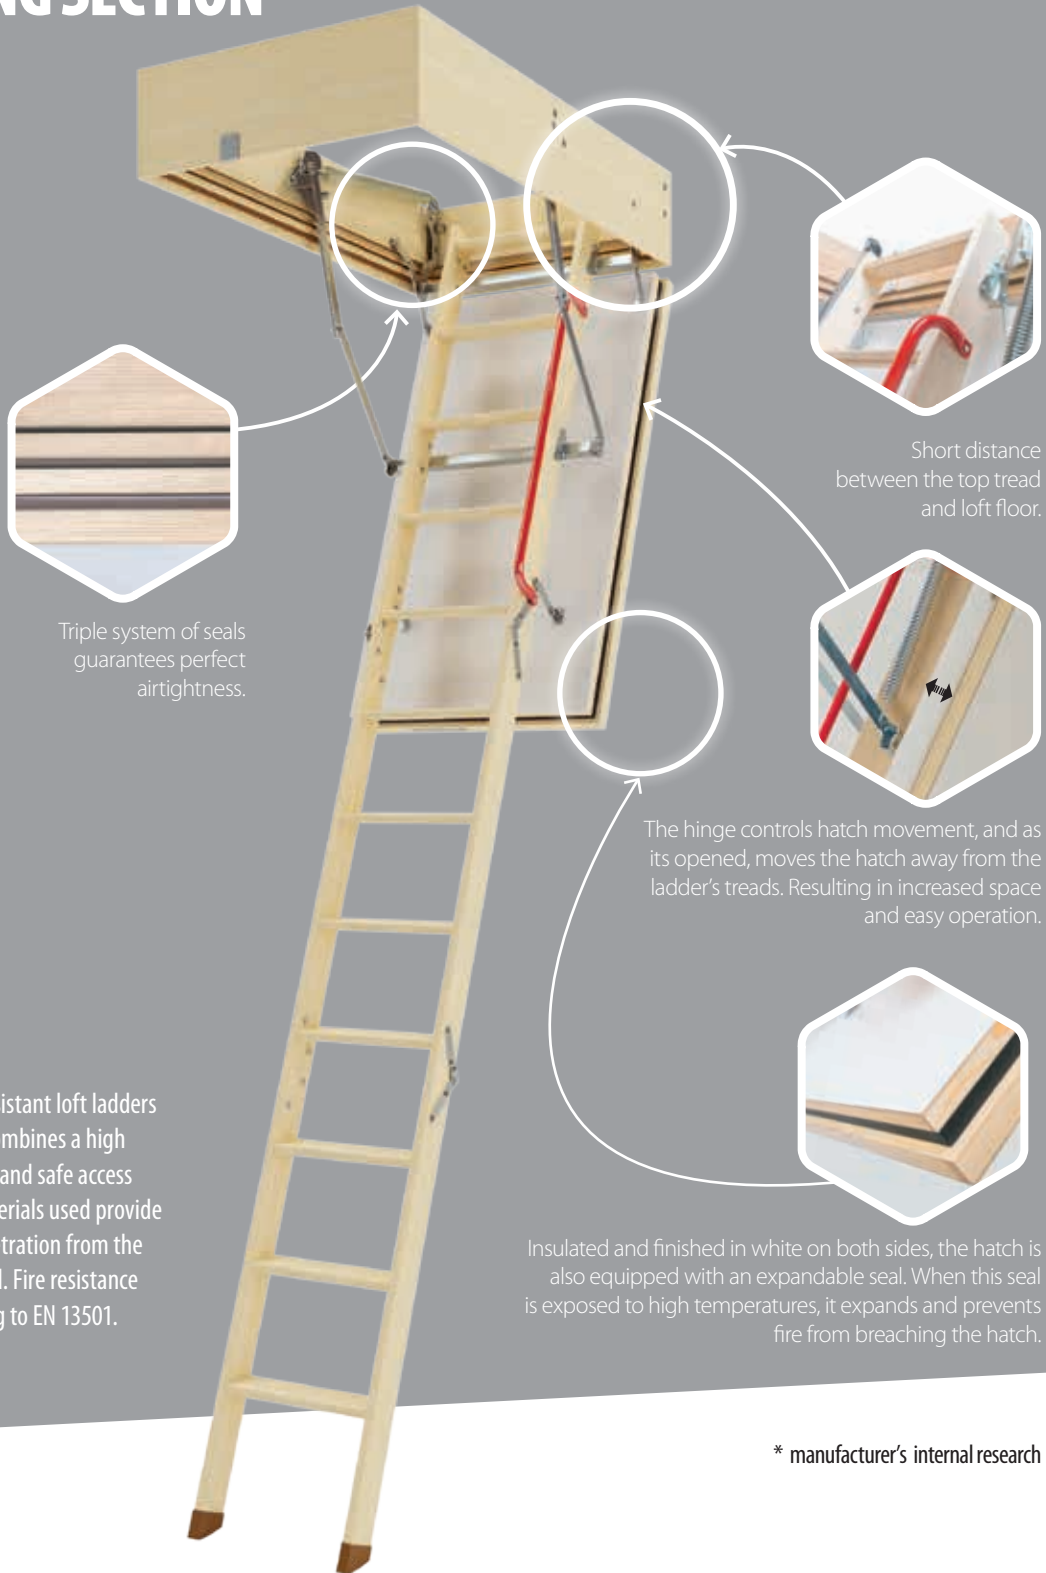 NG SECTION
Short distance
between the top tread
and loft floor.
Triple system of seals
guarantees perfect
airtightness.
The hinge controls hatch movement, and as
its opened, moves the hatch away from the
ladder's treads. Resulting in increased space
and easy operation.
istant loft ladders
mbines a high
and safe access
erials used provide
tration from the
l. Fire resistance
g to EN 13501.
Insulated and finished in white on both sides, the hatch is
also equipped with an expandable seal. When this seal
is exposed to high temperatures, it expands and prevents
fire from breaching the hatch.
* manufacturer's internal research